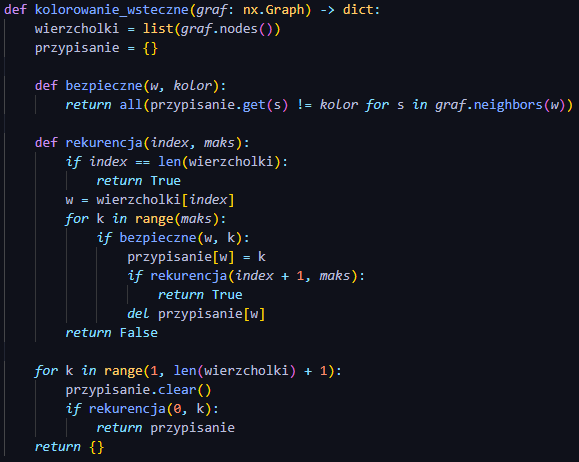 def kolorowanie_wsteczne(graf: nx.Graph) -> dict:
    wierzcholki = list(graf.nodes())
    przypisanie = {}

    def bezpieczne(w, kolor):
        return all(przypisanie.get(s) != kolor for s in graf.neighbors(w))

    def rekurencja(index, maks):
        if index == len(wierzcholki):
            return True
        w = wierzcholki[index]
        for k in range(maks):
            if bezpieczne(w, k):
                przypisanie[w] = k
                if rekurencja(index + 1, maks):
                    return True
                del przypisanie[w]
        return False

    for k in range(1, len(wierzcholki) + 1):
        przypisanie.clear()
        if rekurencja(0, k):
            return przypisanie
    return {}